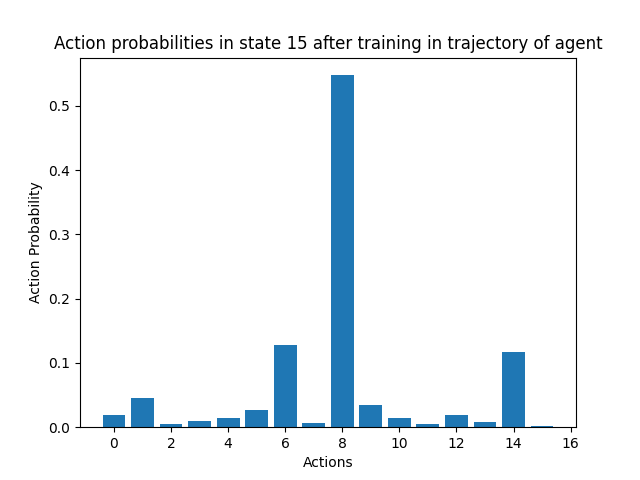 Action probabilities in state 15 after training in trajectory of agent
Action Probability
0.5
0.4
0.3
0.2
0.1
0.0
0 2 4 6 8 10 12 14 16
Actions